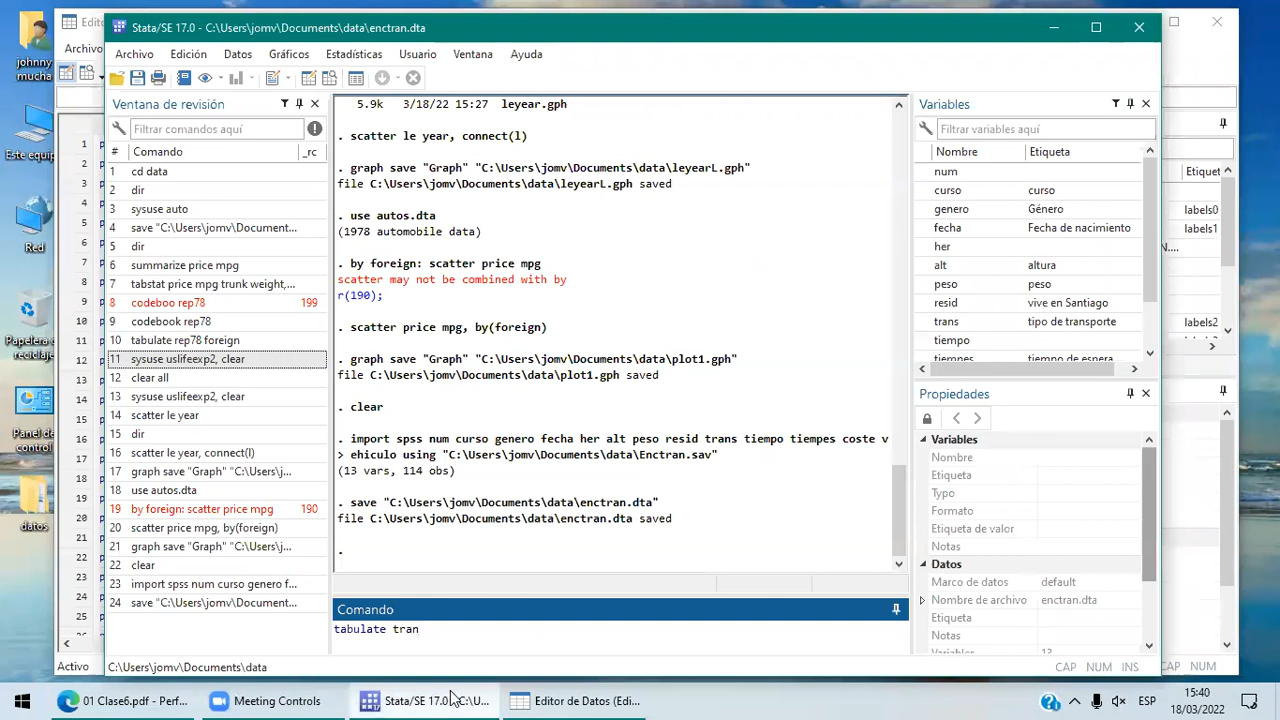 Editor
Archivo
johnny
mucha
Este equip
Red
Papelera
reciclaje
Panel de
control
datos
Stata/SE 17.0 - C:\Users\jomv\Documents\data\enctran.dta
Archivo Edición Datos Gráficos Estadísticas Usuario Ventana Ayuda
Ventana de revisión
Filtrar comandos aquí
# Comando _rc
1 cd data
2 dir
3 sysuse auto
4 save "C:\Users\jomv\Document...
5 dir
6 summarize price mpg
7 tabstat price mpg trunk weight,...
8 codeboo rep78 199
9 codebook rep78
10 tabulate rep78 foreign
11 sysuse uslifeexp2, clear
12 clear all
13 sysuse uslifeexp2, clear
14 scatter le year
15 dir
16 scatter le year, connect(l)
17 graph save "Graph" "C:\Users\j...
18 use autos.dta
19 by foreign: scatter price mpg 190
20 scatter price mpg, by(foreign)
21 graph save "Graph" "C:\Users\j...
22 clear
23 import spss num curso genero f...
24 save "C:\Users\jomv\Document...
5.9k 3/18/22 15:27 leyear.gph
. scatter le year, connect(l)
. graph save "Graph" "C:\Users\jomv\Documents\data\leyearL.gph"
file C:\Users\jomv\Documents\data\leyearL.gph saved
. use autos.dta
(1978 automobile data)
. by foreign: scatter price mpg
scatter may not be combined with by
r(190);
. scatter price mpg, by(foreign)
. graph save "Graph" "C:\Users\jomv\Documents\data\plot1.gph"
file C:\Users\jomv\Documents\data\plot1.gph saved
. clear
. import spss num curso genero fecha her alt peso resid trans tiempo tiempes coste v
> ehiculo using "C:\Users\jomv\Documents\data\Enctran.sav"
(13 vars, 114 obs)
. save "C:\Users\jomv\Documents\data\enctran.dta"
file C:\Users\jomv\Documents\data\enctran.dta saved
.
Comando
tabulate tran
Variables
Filtrar variables aquí
Nombre Etiqueta
num
curso curso
genero Género
fecha Fecha de nacimiento
her
alt altura
peso peso
resid vive en Santiago
trans tipo de transporte
tiempo
tiempes tiempo de espera
Propiedades
Variables
Nombre
Etiqueta
Typo
Formato
Etiqueta de valor
Notas
Datos
Marco de datos default
Nombre de archivo enctran.dta
Etiqueta
Notas
Variables 13
Etiquet
labels0
labels1
N....
labels2
C:\Users\jomv\Documents\data
CAP NUM INS
CAP NUM
Activo
01 Clase6.pdf - Perf...
Meeting Controls
Stata/SE 17.0 - C:\U...
Editor de Datos (Edi...
ESP
15:40
18/03/2022